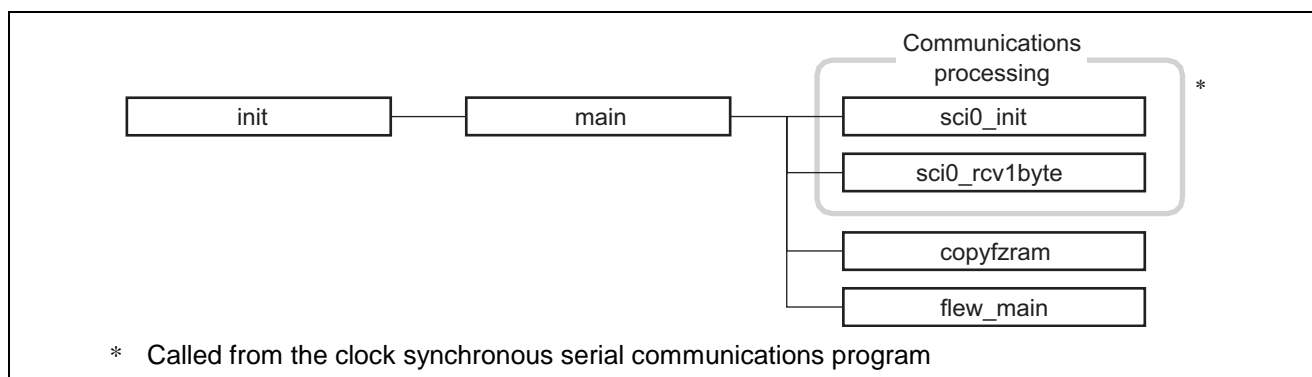 Communications
processing
*
init
main
sci0_init
sci0_rcv1byte
copyfzram
flew_main
* Called from the clock synchronous serial communications program